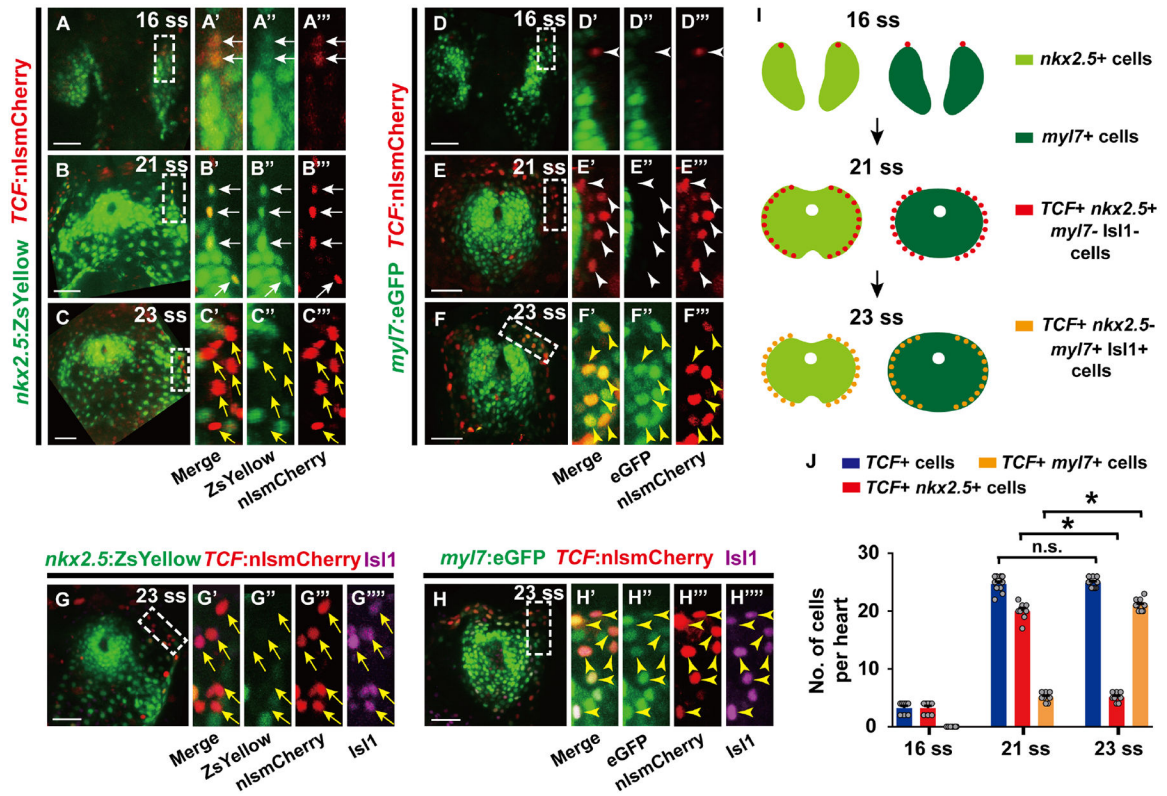 nkx2.5:ZsYellow TCF:nlsmCherry
A
16 ss
A'
A''
A'''
B
21 ss
B'
B''
B'''
C
23 ss
C'
C''
C'''
Merge
ZsYellow
nlsmCherry
myl7:eGFP TCF:nlsmCherry
D
16 ss
D'
D''
D'''
E
21 ss
E'
E''
E'''
F
23 ss
F'
F''
F'''
Merge
eGFP
nlsmCherry
nkx2.5:ZsYellow TCF:nlsmCherry Isl1
G
23 ss
G'
G''
G'''
G''''
Merge
ZsYellow
nlsmCherry
Isl1
myl7:eGFP TCF:nlsmCherry Isl1
H
23 ss
H'
H''
H'''
H''''
Merge
eGFP
nlsmCherry
Isl1
I
16 ss
21 ss
23 ss
nkx2.5+ cells
myl7+ cells
TCF+ nkx2.5+
myl7- Isl1-
cells
TCF+ nkx2.5-
myl7+ Isl1+
cells
J
TCF+ cells
TCF+ myl7+ cells
TCF+ nkx2.5+ cells
*
*
n.s.
No. of cells
per heart
30
20
10
0
16 ss
21 ss
23 ss